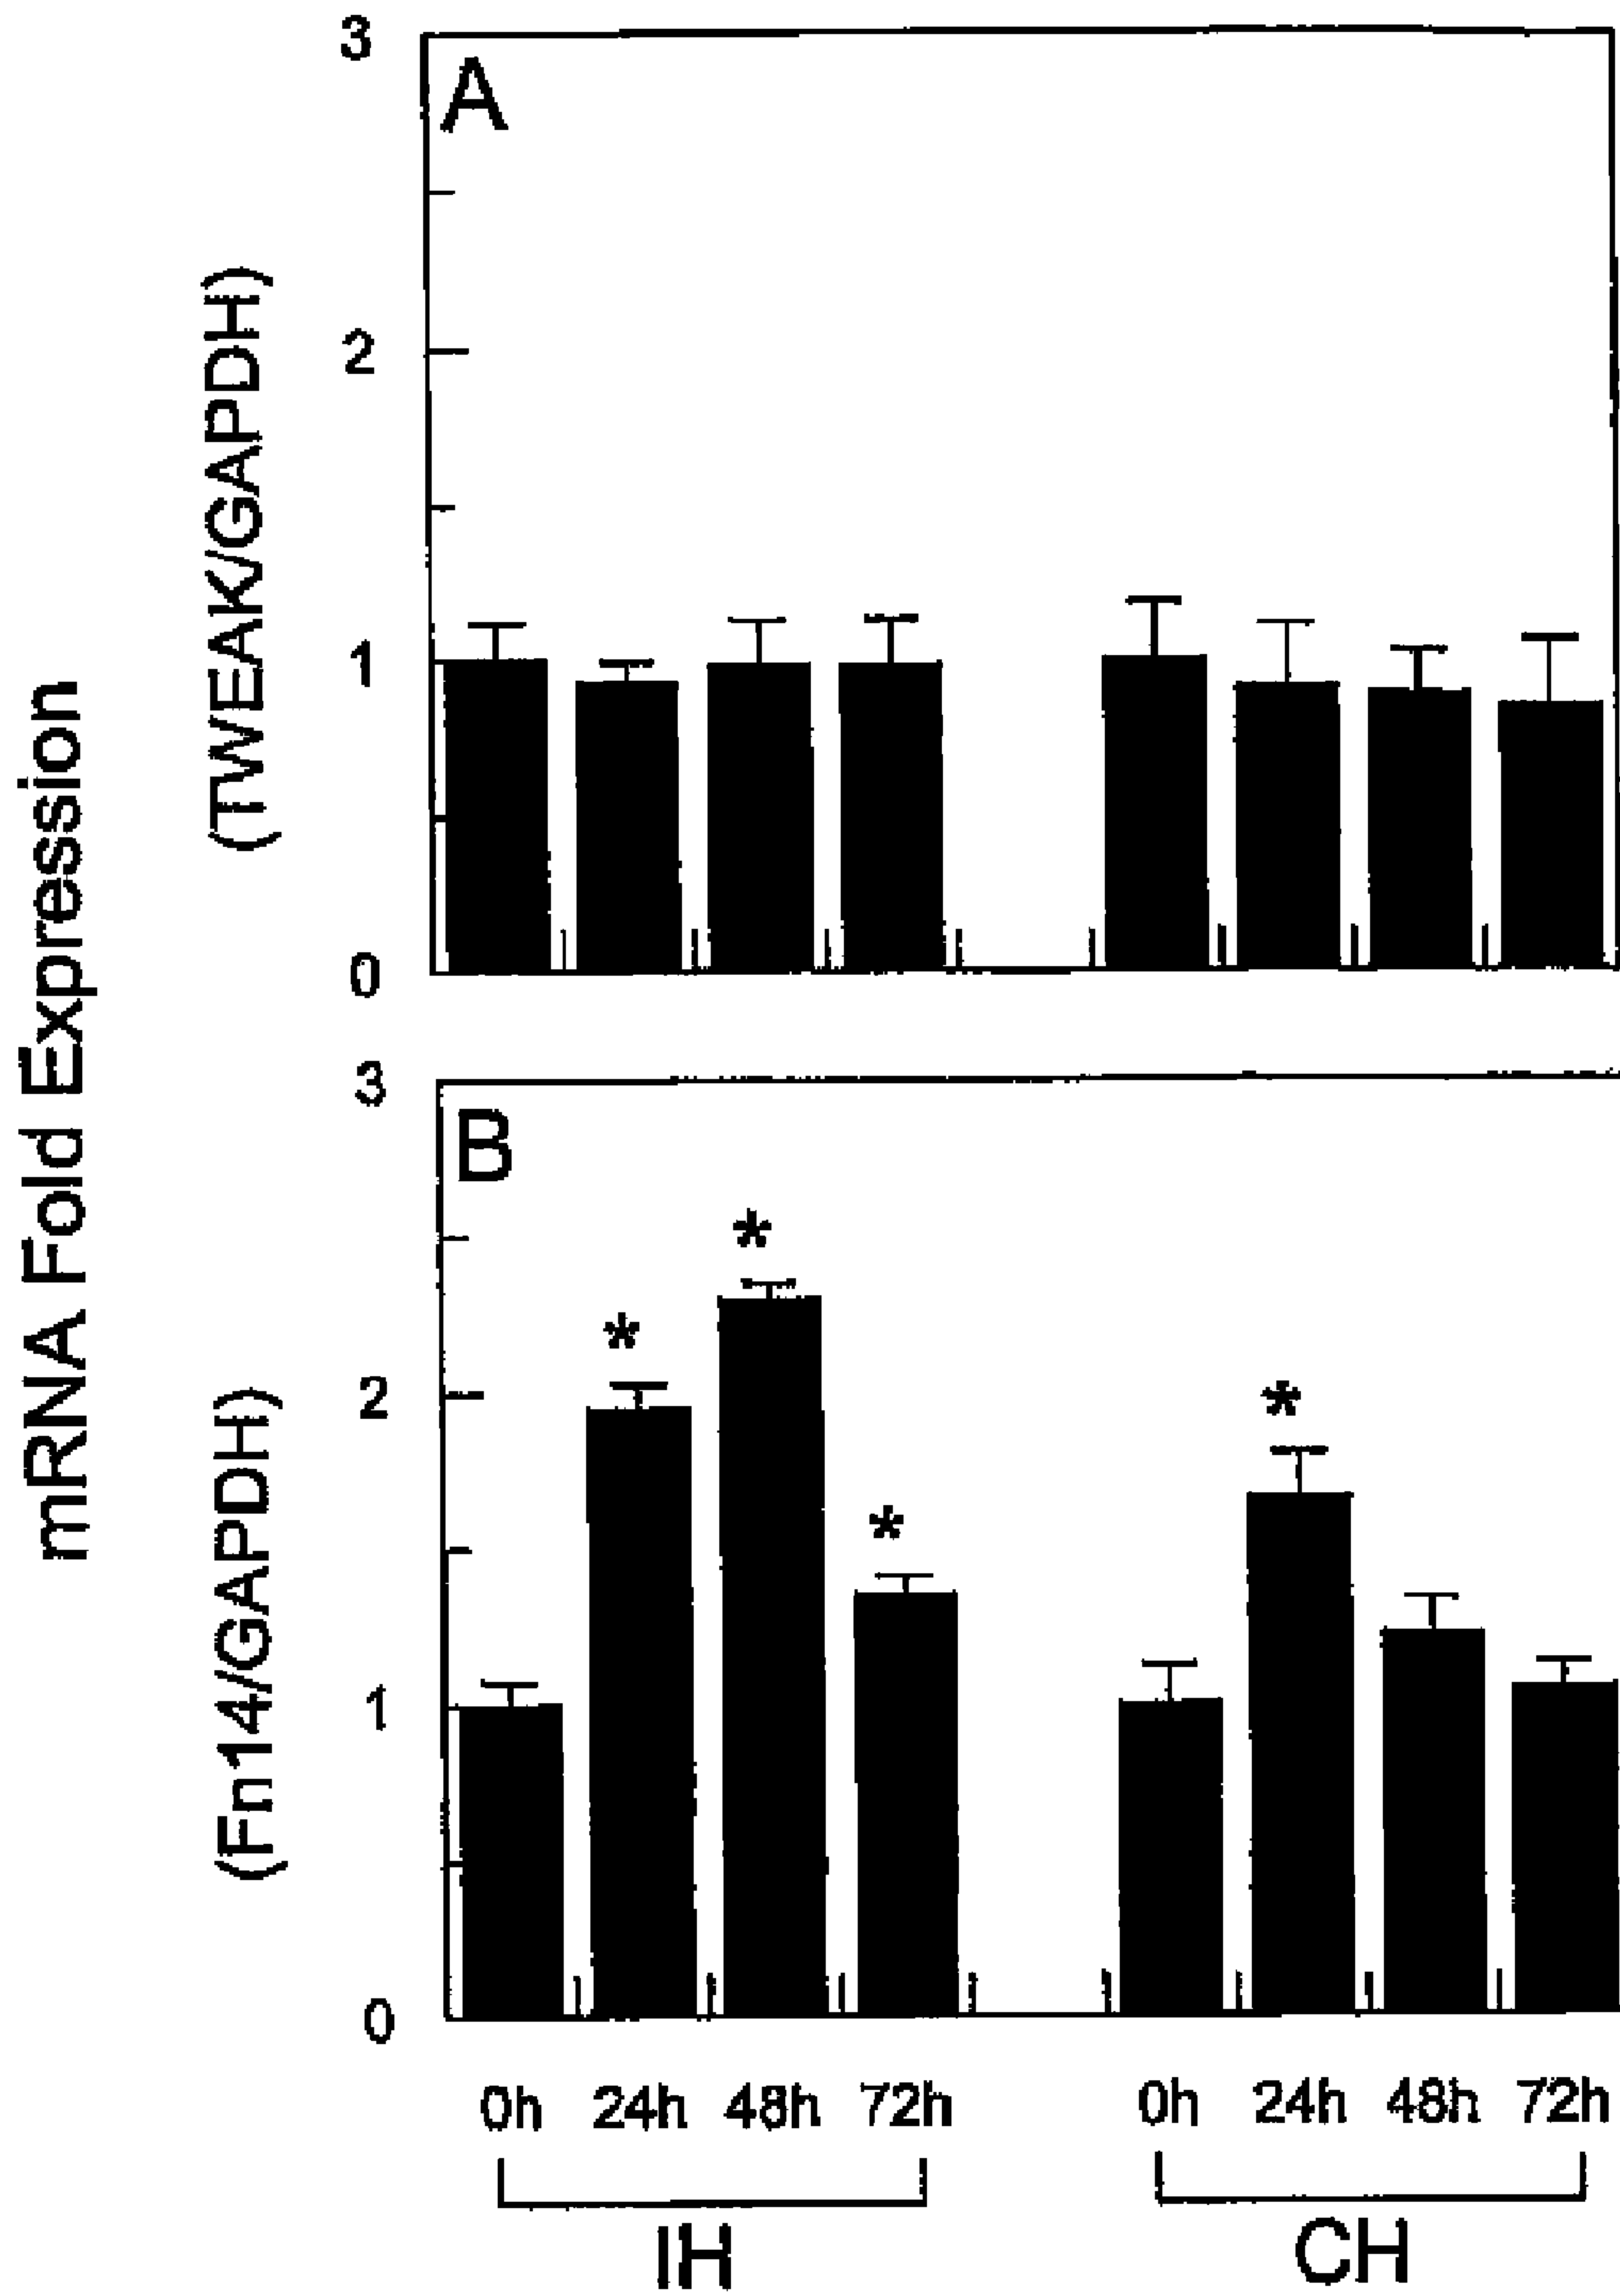 mRNA Fold Expression
(TWEAK/GAPDH)
3
A
2
1
0
(Fn14/GAPDH)
3
B
*
*
2
*
*
1
0
0h 24h 48h 72h 0h 24h 48h 72h
IH CH